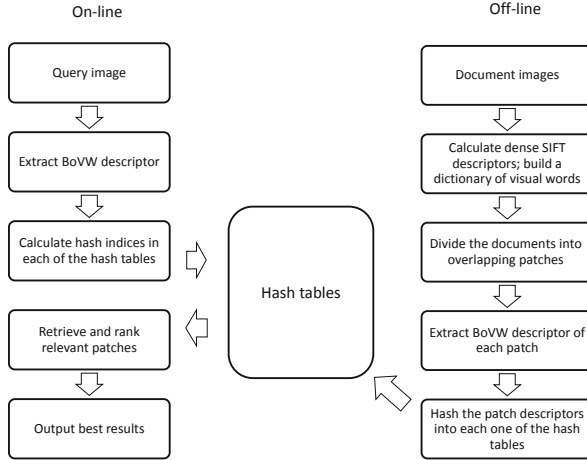 On-line
Query image
Extract BoVW descriptor
Calculate hash indices in
each of the hash tables
Retrieve and rank
relevant patches
Output best results
Hash tables
Off-line
Document images
Calculate dense SIFT
descriptors; build a
dictionary of visual words
Divide the documents into
overlapping patches
Extract BoVW descriptor of
each patch
Hash the patch descriptors
into each one of the hash
tables